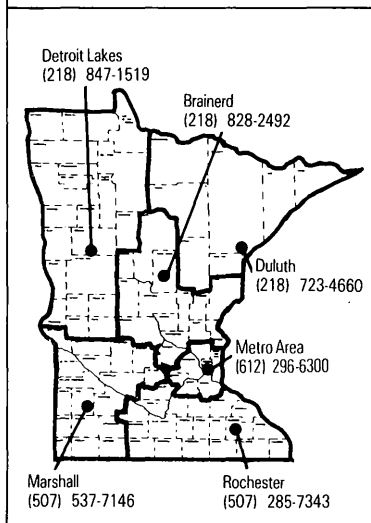 Detroit Lakes
(218) 847-1519
Brainerd
(218) 828-2492
Duluth
(218) 723-4660
Metro Area
(612) 296-6300
Marshall
(507) 537-7146
Rochester
(507) 285-7343